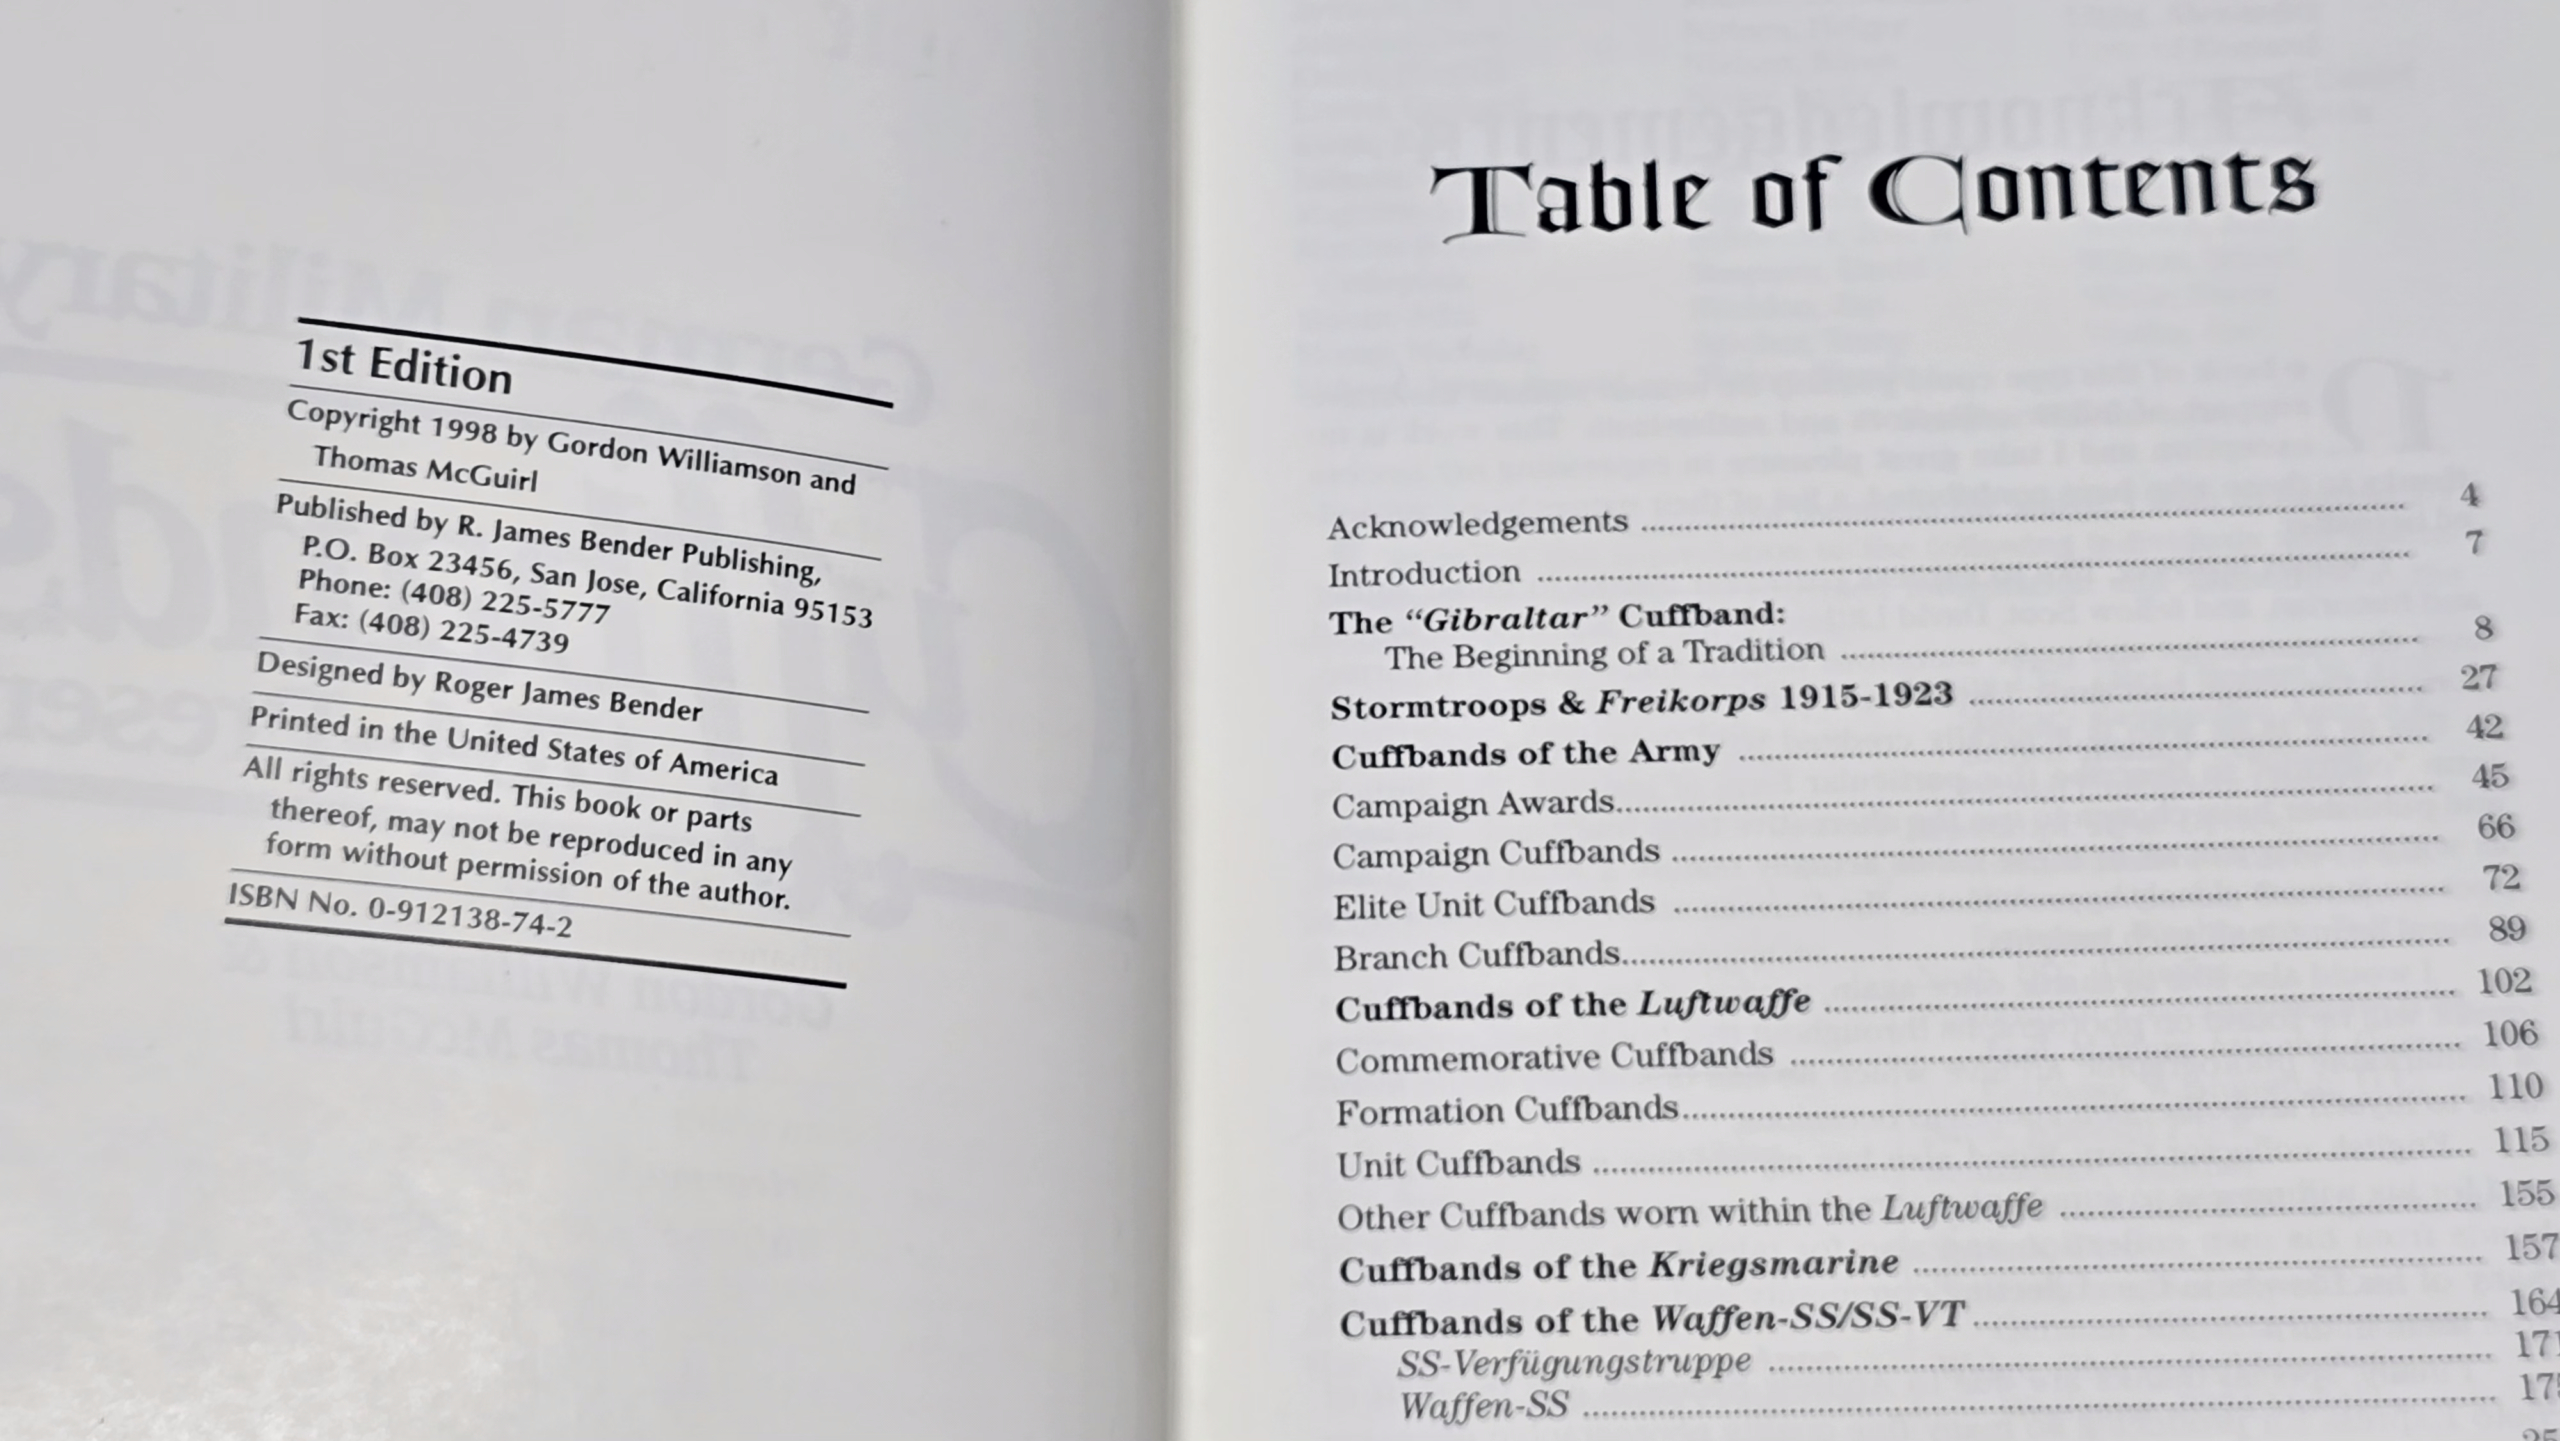 1st Edition
Copyright 1998 by Gordon Williamson and
Thomas McGuirl
Published by R. James Bender Publishing,
P.O. Box 23456, San Jose, California 95153
Phone: (408) 225-5777
Fax: (408) 225-4739
Designed by Roger James Bender
Printed in the United States of America
All rights reserved. This book or parts
thereof, may not be reproduced in any
form without permission of the author.
ISBN No. 0-912138-74-2
Table of Contents
Acknowledgements ........ 4
Introduction ........ 7
The “Gibraltar” Cuffband:
The Beginning of a Tradition ........ 8
Stormtroops & Freikorps 1915-1923 ........ 27
Cuffbands of the Army ........ 42
Campaign Awards........ 45
Campaign Cuffbands ........ 66
Elite Unit Cuffbands ........ 72
Branch Cuffbands........ 89
Cuffbands of the Luftwaffe ........ 102
Commemorative Cuffbands ........ 106
Formation Cuffbands........ 110
Unit Cuffbands ........ 115
Other Cuffbands worn within the Luftwaffe ........ 155
Cuffbands of the Kriegsmarine ........ 157
Cuffbands of the Waffen-SS/SS-VT ........ 164
SS-Verfügungstruppe ........ 171
Waffen-SS ........